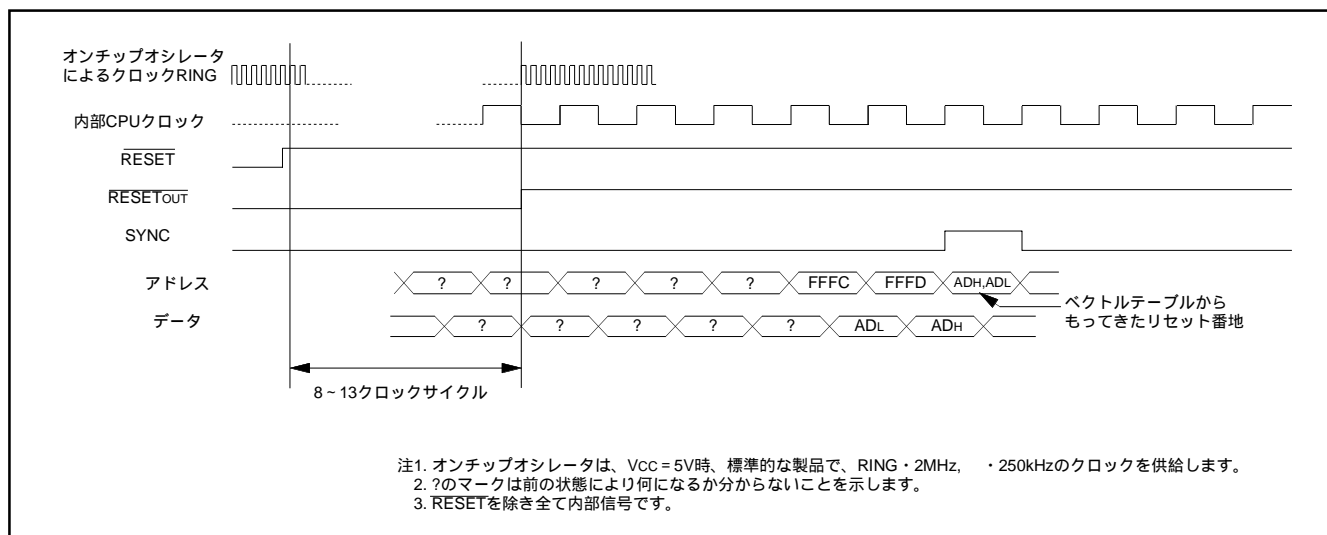 オンチップオシレータ
によるクロックRING
内部CPUクロック
RESET
RESETOUT
SYNC
アドレス ? ? ? ? ? FFFC FFFD ADH,ADL
データ ? ? ? ? ? ADL ADH
ベクトルテーブルから
もってきたリセット番地
8~13クロックサイクル
注1. オンチップオシレータは、VCC = 5V時、標準的な製品で、RING・2MHz, ・250kHzのクロックを供給します。
2. ?のマークは前の状態により何になるか分からないことを示します。
3. RESETを除き全て内部信号です。